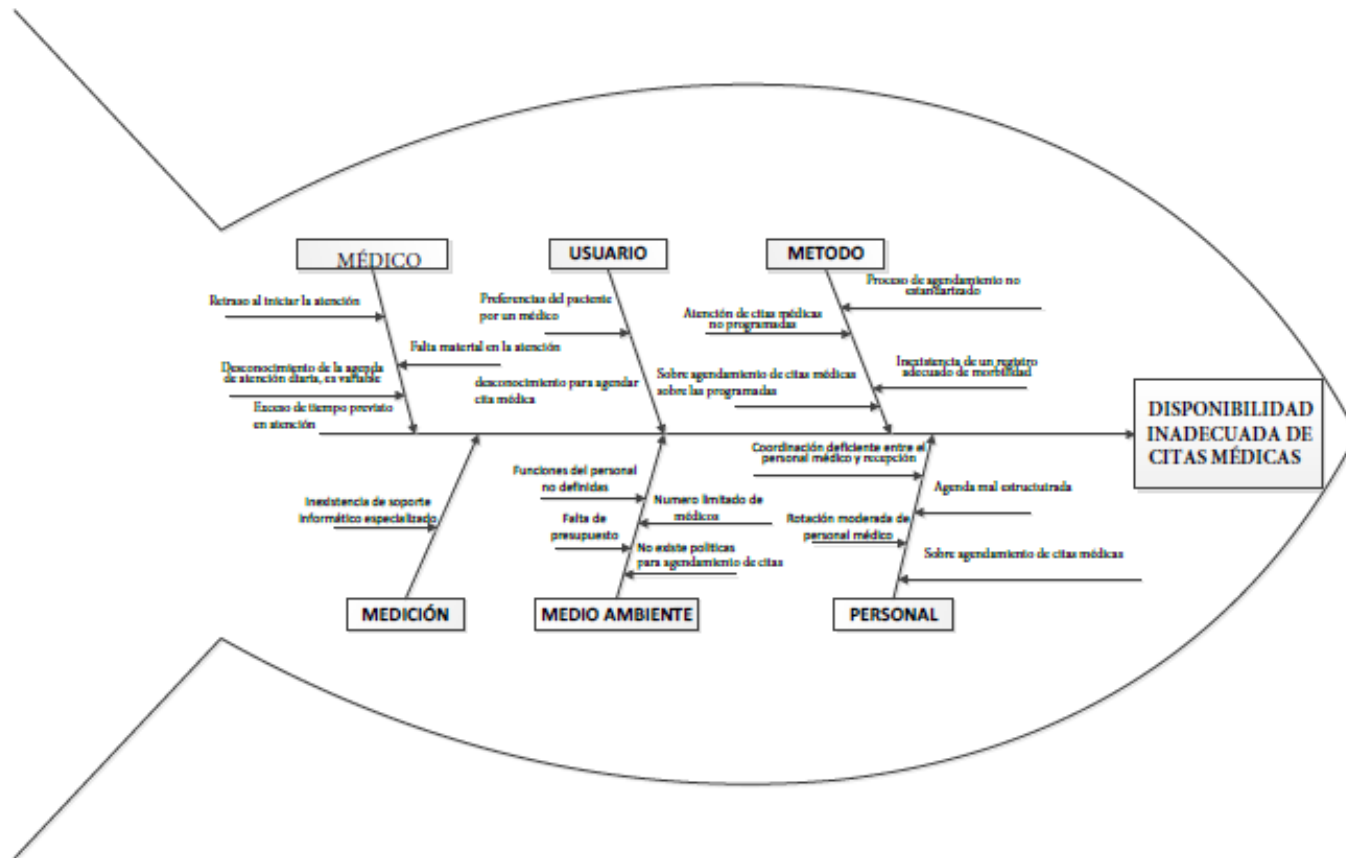 MÉDICO
USUARIO
METODO
Retraso al iniciar la atención
Falta material en la atención
Desconocimiento de la agenda
de atención diaria, es variable
Exceso de tiempo previsto
en atención
Preferencias del paciente
por un médico
desconocimiento para agendar
cita médica
Proceso de agendamiento no
estandarizado
Atención de citas médicas
no programadas
Inexistencia de un registro
adecuado de morbilidad
Sobre agendamiento de citas médicas
sobre las programadas
DISPONIBILIDAD
INADECUADA DE
CITAS MÉDICAS
Inexistencia de soporte
informático especializado
Funciones del personal
no definidas
Numero limitado de
médicos
Falta de
presupuesto
No existe politicas
para agendamiento de citas
Coordinación deficiente entre el
personal médico y recepción
Agenda mal estructuirada
Rotación moderada de
personal médico
Sobre agendamiento de citas médicas
MEDICIÓN
MEDIO AMBIENTE
PERSONAL